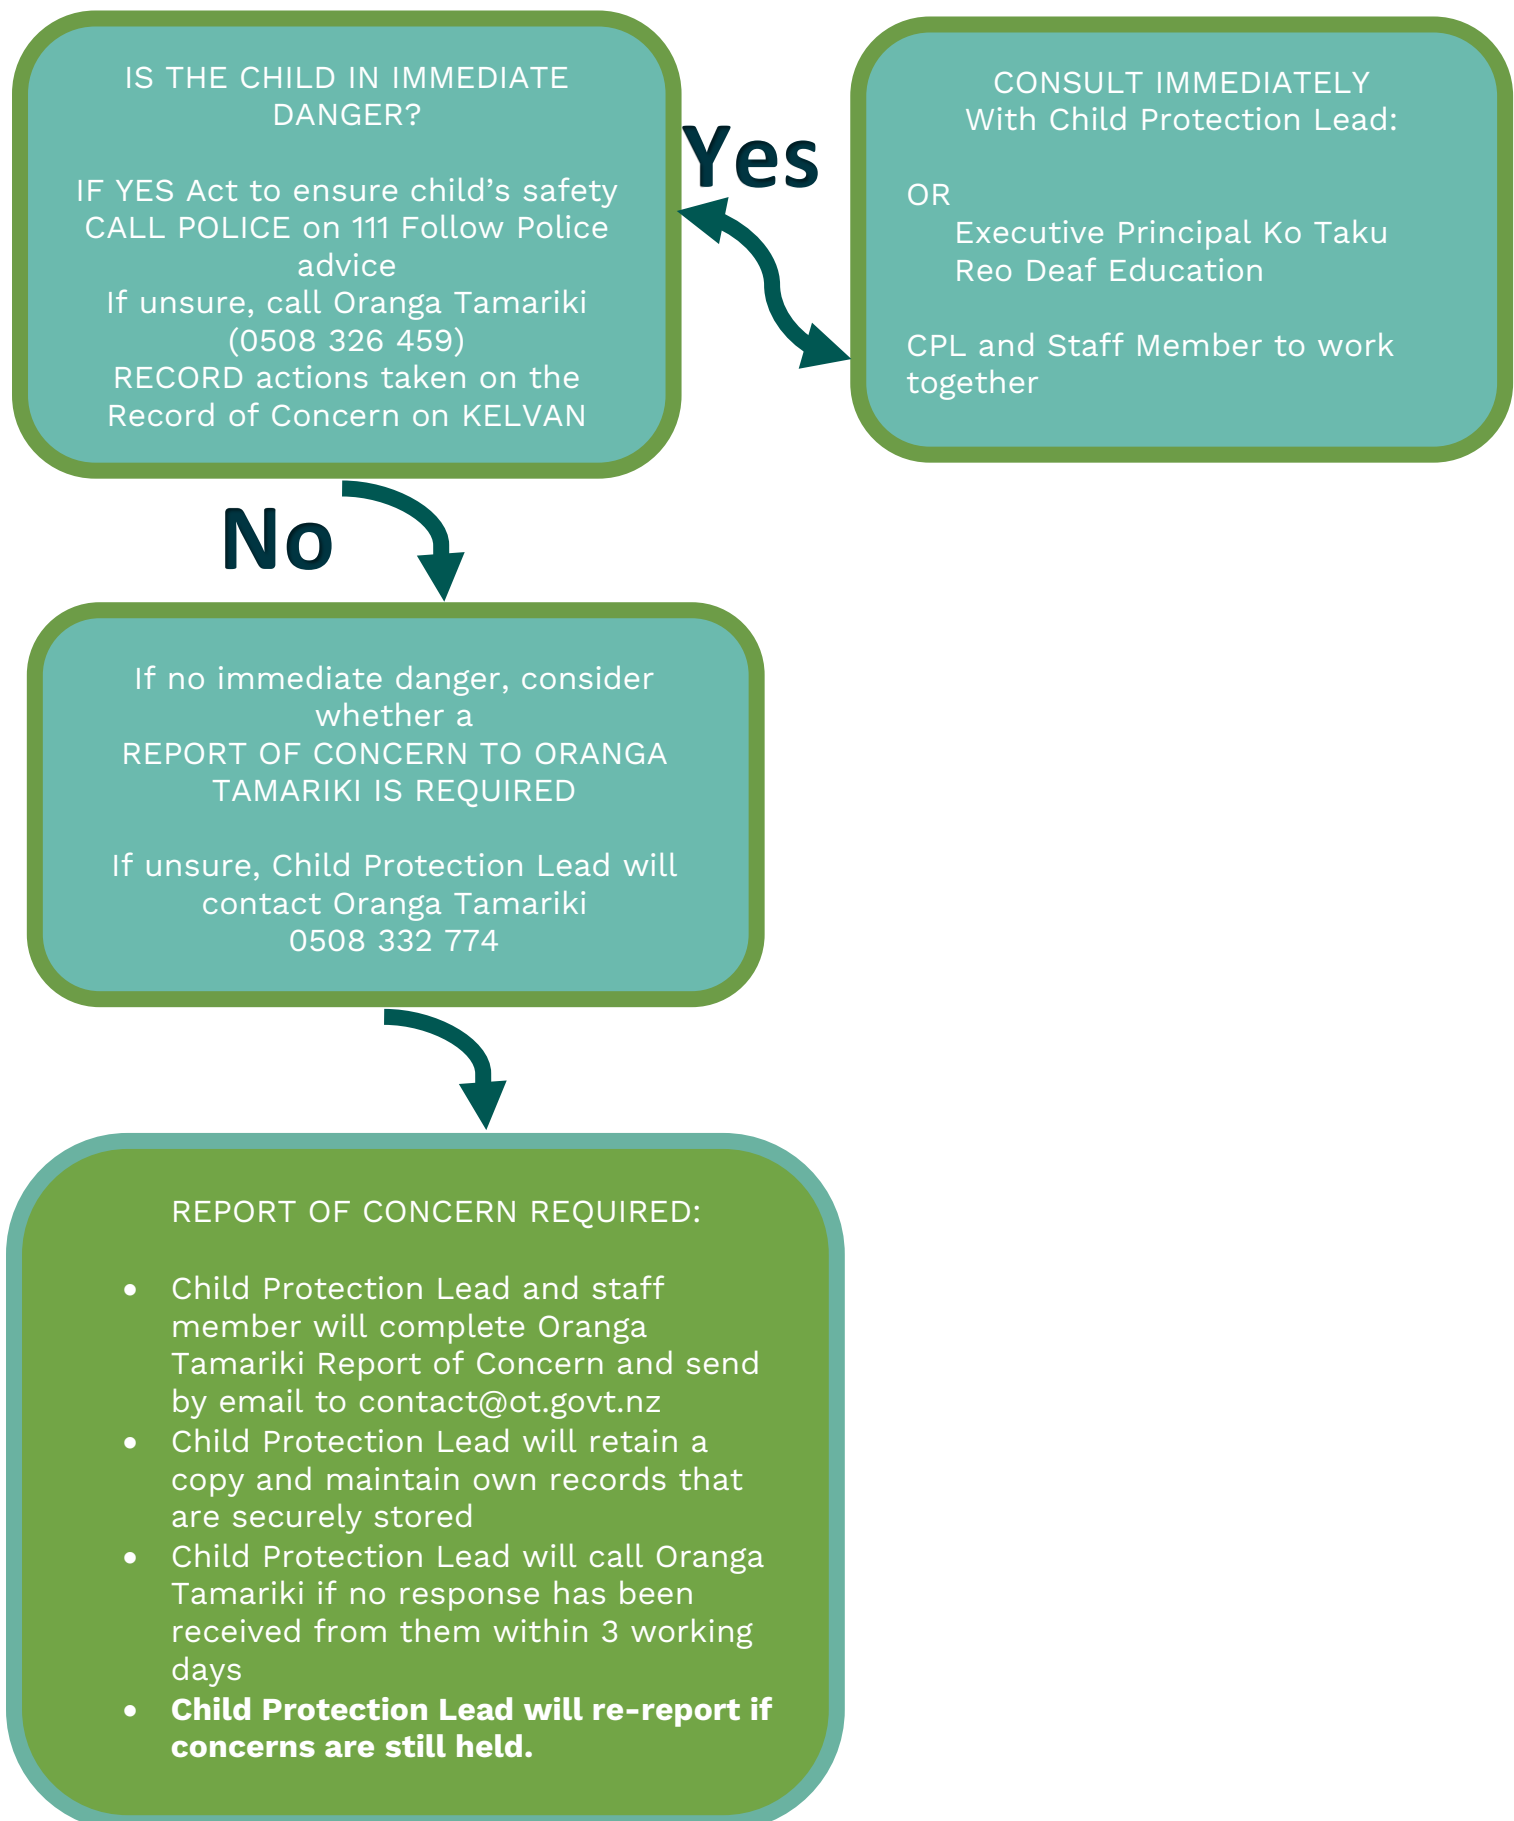 IS THE CHILD IN IMMEDIATE
DANGER?
IF YES Act to ensure child’s safety
CALL POLICE on 111 Follow Police
advice
If unsure, call Oranga Tamariki
(0508 326 459)
RECORD actions taken on the
Record of Concern on KELVAN
Yes
CONSULT IMMEDIATELY
With Child Protection Lead:
OR
Executive Principal Ko Taku
Reo Deaf Education
CPL and Staff Member to work
together
No
If no immediate danger, consider
whether a
REPORT OF CONCERN TO ORANGA
TAMARIKI IS REQUIRED
If unsure, Child Protection Lead will
contact Oranga Tamariki
0508 332 774
REPORT OF CONCERN REQUIRED:
• Child Protection Lead and staff
member will complete Oranga
Tamariki Report of Concern and send
by email to contact@ot.govt.nz
• Child Protection Lead will retain a
copy and maintain own records that
are securely stored
• Child Protection Lead will call Oranga
Tamariki if no response has been
received from them within 3 working
days
• Child Protection Lead will re-report if
concerns are still held.